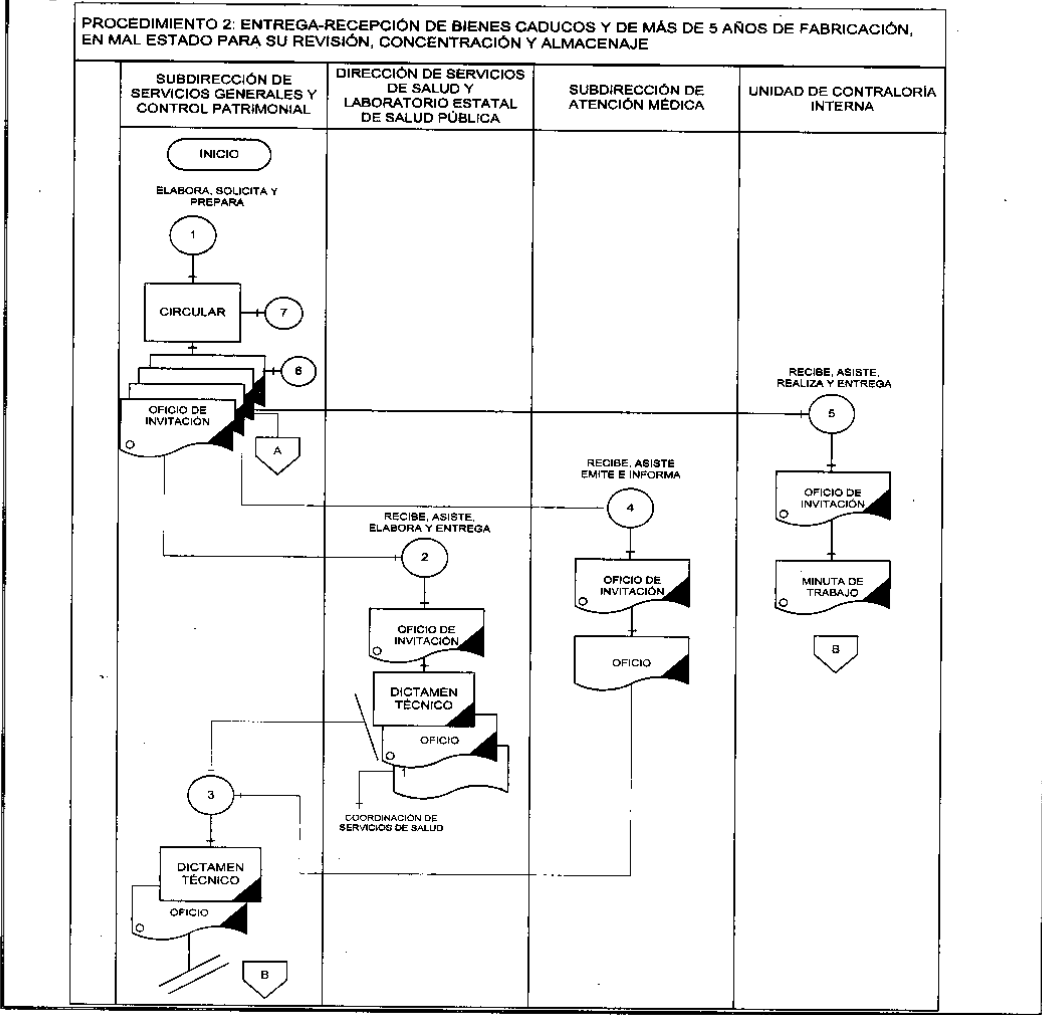 PROCEDIMIENTO 2: ENTREGA-RECEPCIÓN DE BIENES CADUCOS Y DE MÁS DE 5 AÑOS DE FABRICACIÓN,
EN MAL ESTADO PARA SU REVISIÓN, CONCENTRACIÓN Y ALMACENAJE
SUBDIRECCIÓN DE
SERVICIOS GENERALES Y
CONTROL PATRIMONIAL
DIRECCIÓN DE SERVICIOS
DE SALUD Y
LABORATORIO ESTATAL
DE SALUD PÚBLICA
SUBDIRECCIÓN DE
ATENCIÓN MÉDICA
UNIDAD DE CONTRALORÍA
INTERNA
INICIO
ELABORA, SOLICITA Y
PREPARA
1
CIRCULAR
7
6
OFICIO DE
INVITACIÓN
A
RECIBE, ASISTE,
REALIZA Y ENTREGA
5
OFICIO DE
INVITACIÓN
MINUTA DE
TRABAJO
B
RECIBE, ASISTE
EMITE E INFORMA
4
OFICIO DE
INVITACIÓN
OFICIO
RECIBE, ASISTE,
ELABORA Y ENTREGA
2
OFICIO DE
INVITACIÓN
DICTAMEN
TÉCNICO
OFICIO
1
COORDINACIÓN DE
SERVICIOS DE SALUD
3
DICTAMEN
TÉCNICO
OFICIO
B